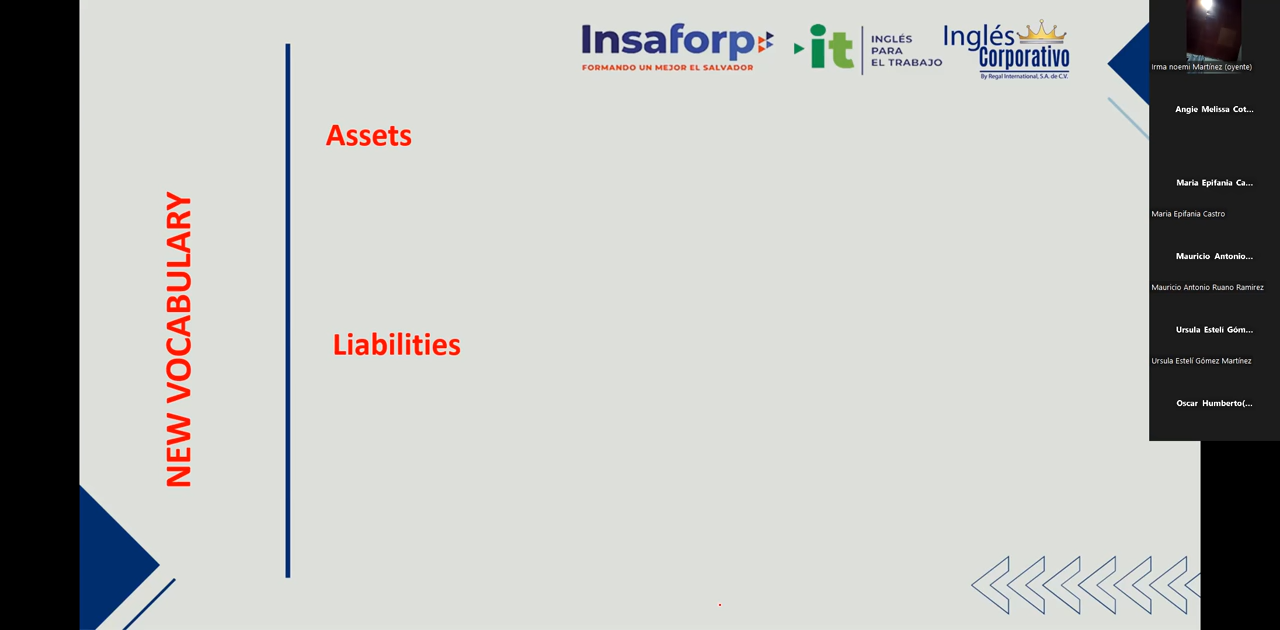 Insaforp
FORMANDO UN MEJOR EL SALVADOR
it
INGLÉS
PARA
EL TRABAJO
Inglés
Corporativo
By Regal International, S.A. de C.V.
NEW VOCABULARY
Assets
Liabilities
Irma noemi Martínez (oyente)
Angie Melissa Cot...
Maria Epifania Ca...
Maria Epifania Castro
Mauricio Antonio...
Mauricio Antonio Ruano Ramirez
Ursula Estelí Góm...
Ursula Estelí Gómez Martínez
Oscar Humberto(...